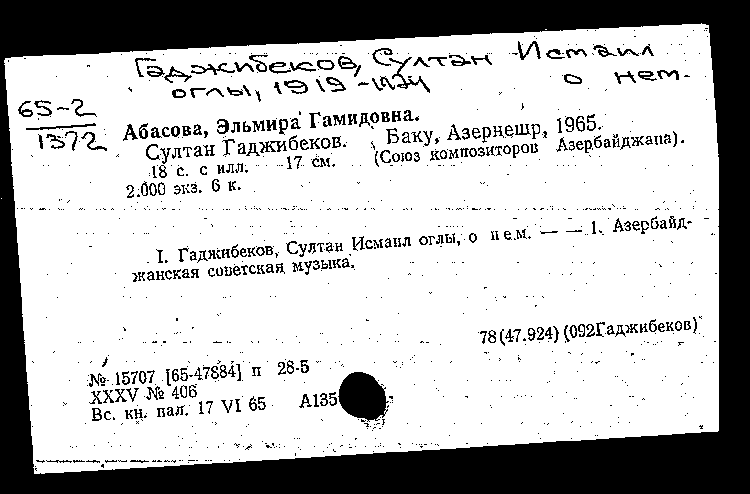 Гаджибеков, Султан Исмаил
оглы, 1919-1974 о нем.
65-2
1372
Абасова, Эльмира Гамидовна.
Султан Гаджибеков. Баку, Азернешр, 1965.
18 с. с илл. 17 см. (Союз композиторов Азербайджана).
2.000 экз. 6 к.
I. Гаджибеков, Султан Исмаил оглы, о нем. — — 1. Азербайд-
жанская советская музыка.
78(47.924)(092Гаджибеков)
№ 15707 [65-47884] п 28-5
XXXV № 406
Вс. кн. пал. 17 VI 65 А135